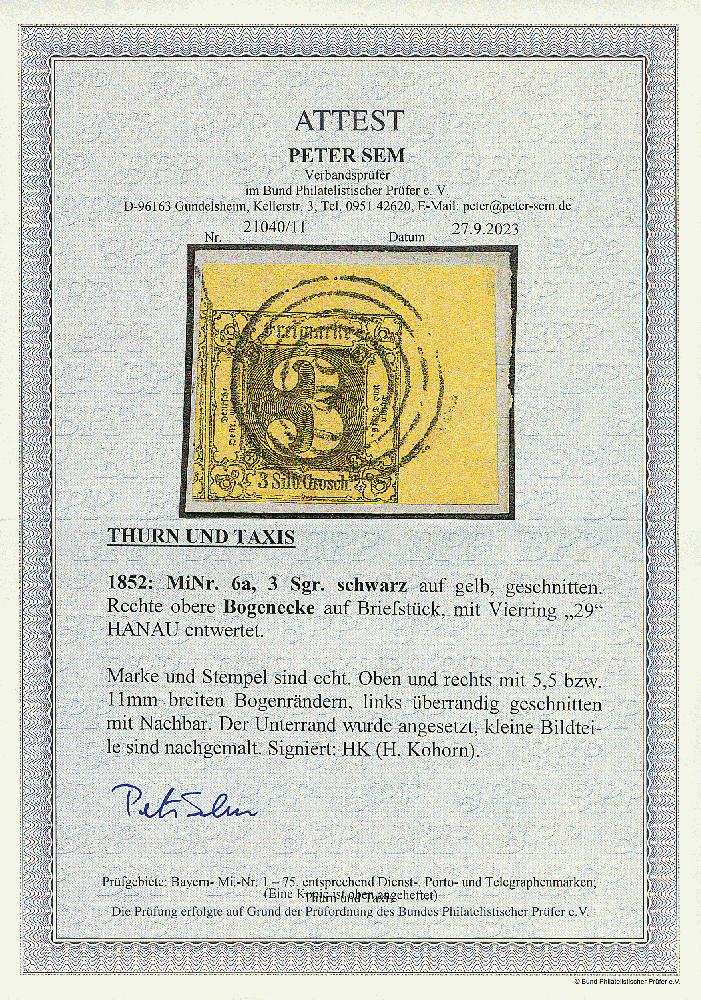 ATTEST
PETER SEM
Verbandsprüfer
im Bund Philatelistischer Prüfer e. V.
D-96163 Gundelsheim, Kellerstr. 3, Tel. 0951 42620, E-Mail: peter@peter-sem.de
Nr. 21040/11 Datum 27.9.2023
Freimarke
3
3 Silb Grosch
THURN UND TAXIS
1852: MiNr. 6a, 3 Sgr. schwarz auf gelb, geschnitten.
Rechte obere Bogenecke auf Briefstück, mit Vierring „29“
HANAU entwertet.
Marke und Stempel sind echt. Oben und rechts mit 5,5 bzw.
11mm breiten Bogenrändern, links überrandig geschnitten
mit Nachbar. Der Unterrand wurde angesetzt, kleine Bildtei-
le sind nachgemalt. Signiert: HK (H. Kohorn).
Prüfgebiete: Bayern- Mi.-Nr. 1 – 75, entsprechend Dienst-, Porto- und Telegraphenmarken;
Thurn und Taxis
(Eine Kopie ist oben angeheftet)
Die Prüfung erfolgte auf Grund der Prüfordnung des Bundes Philatelistischer Prüfer e.V.
© Bund Philatelistischer Prüfer e.V.